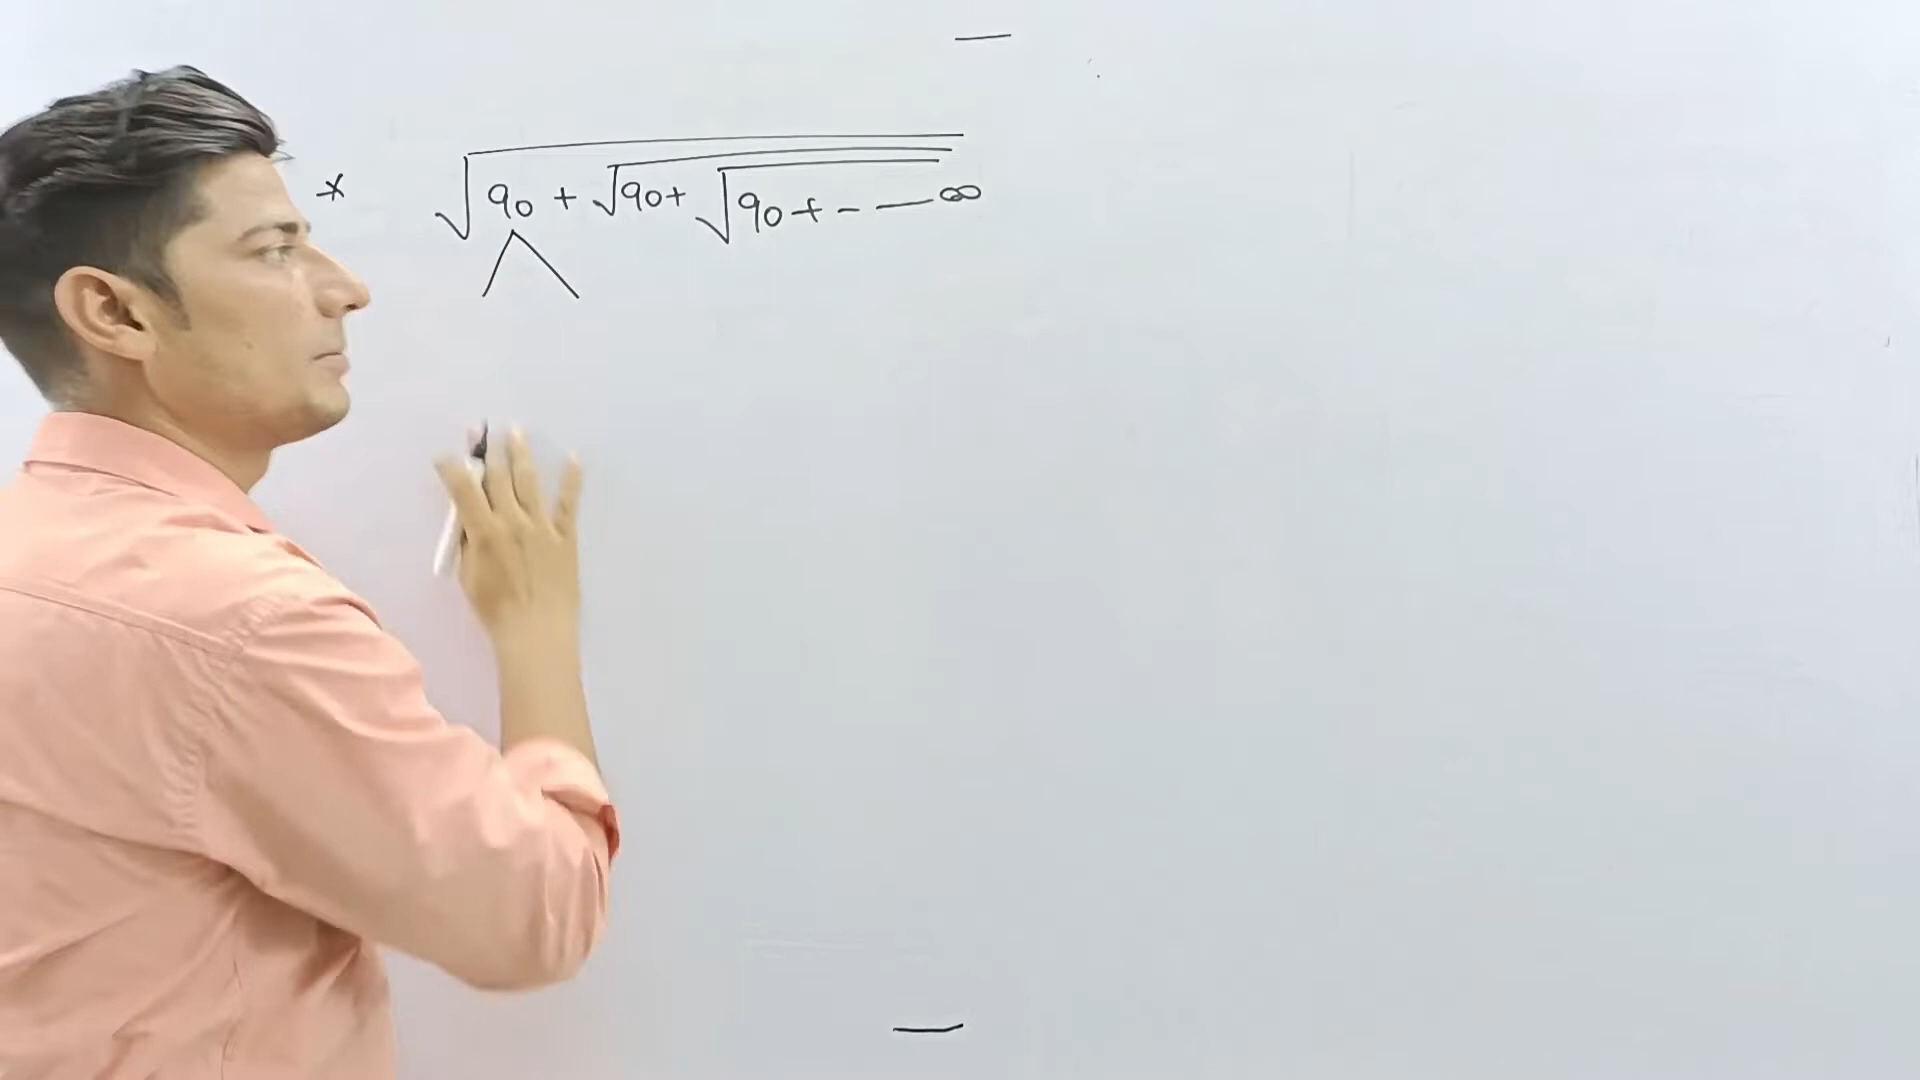 * √90 + √90 + √90 + - — ∞